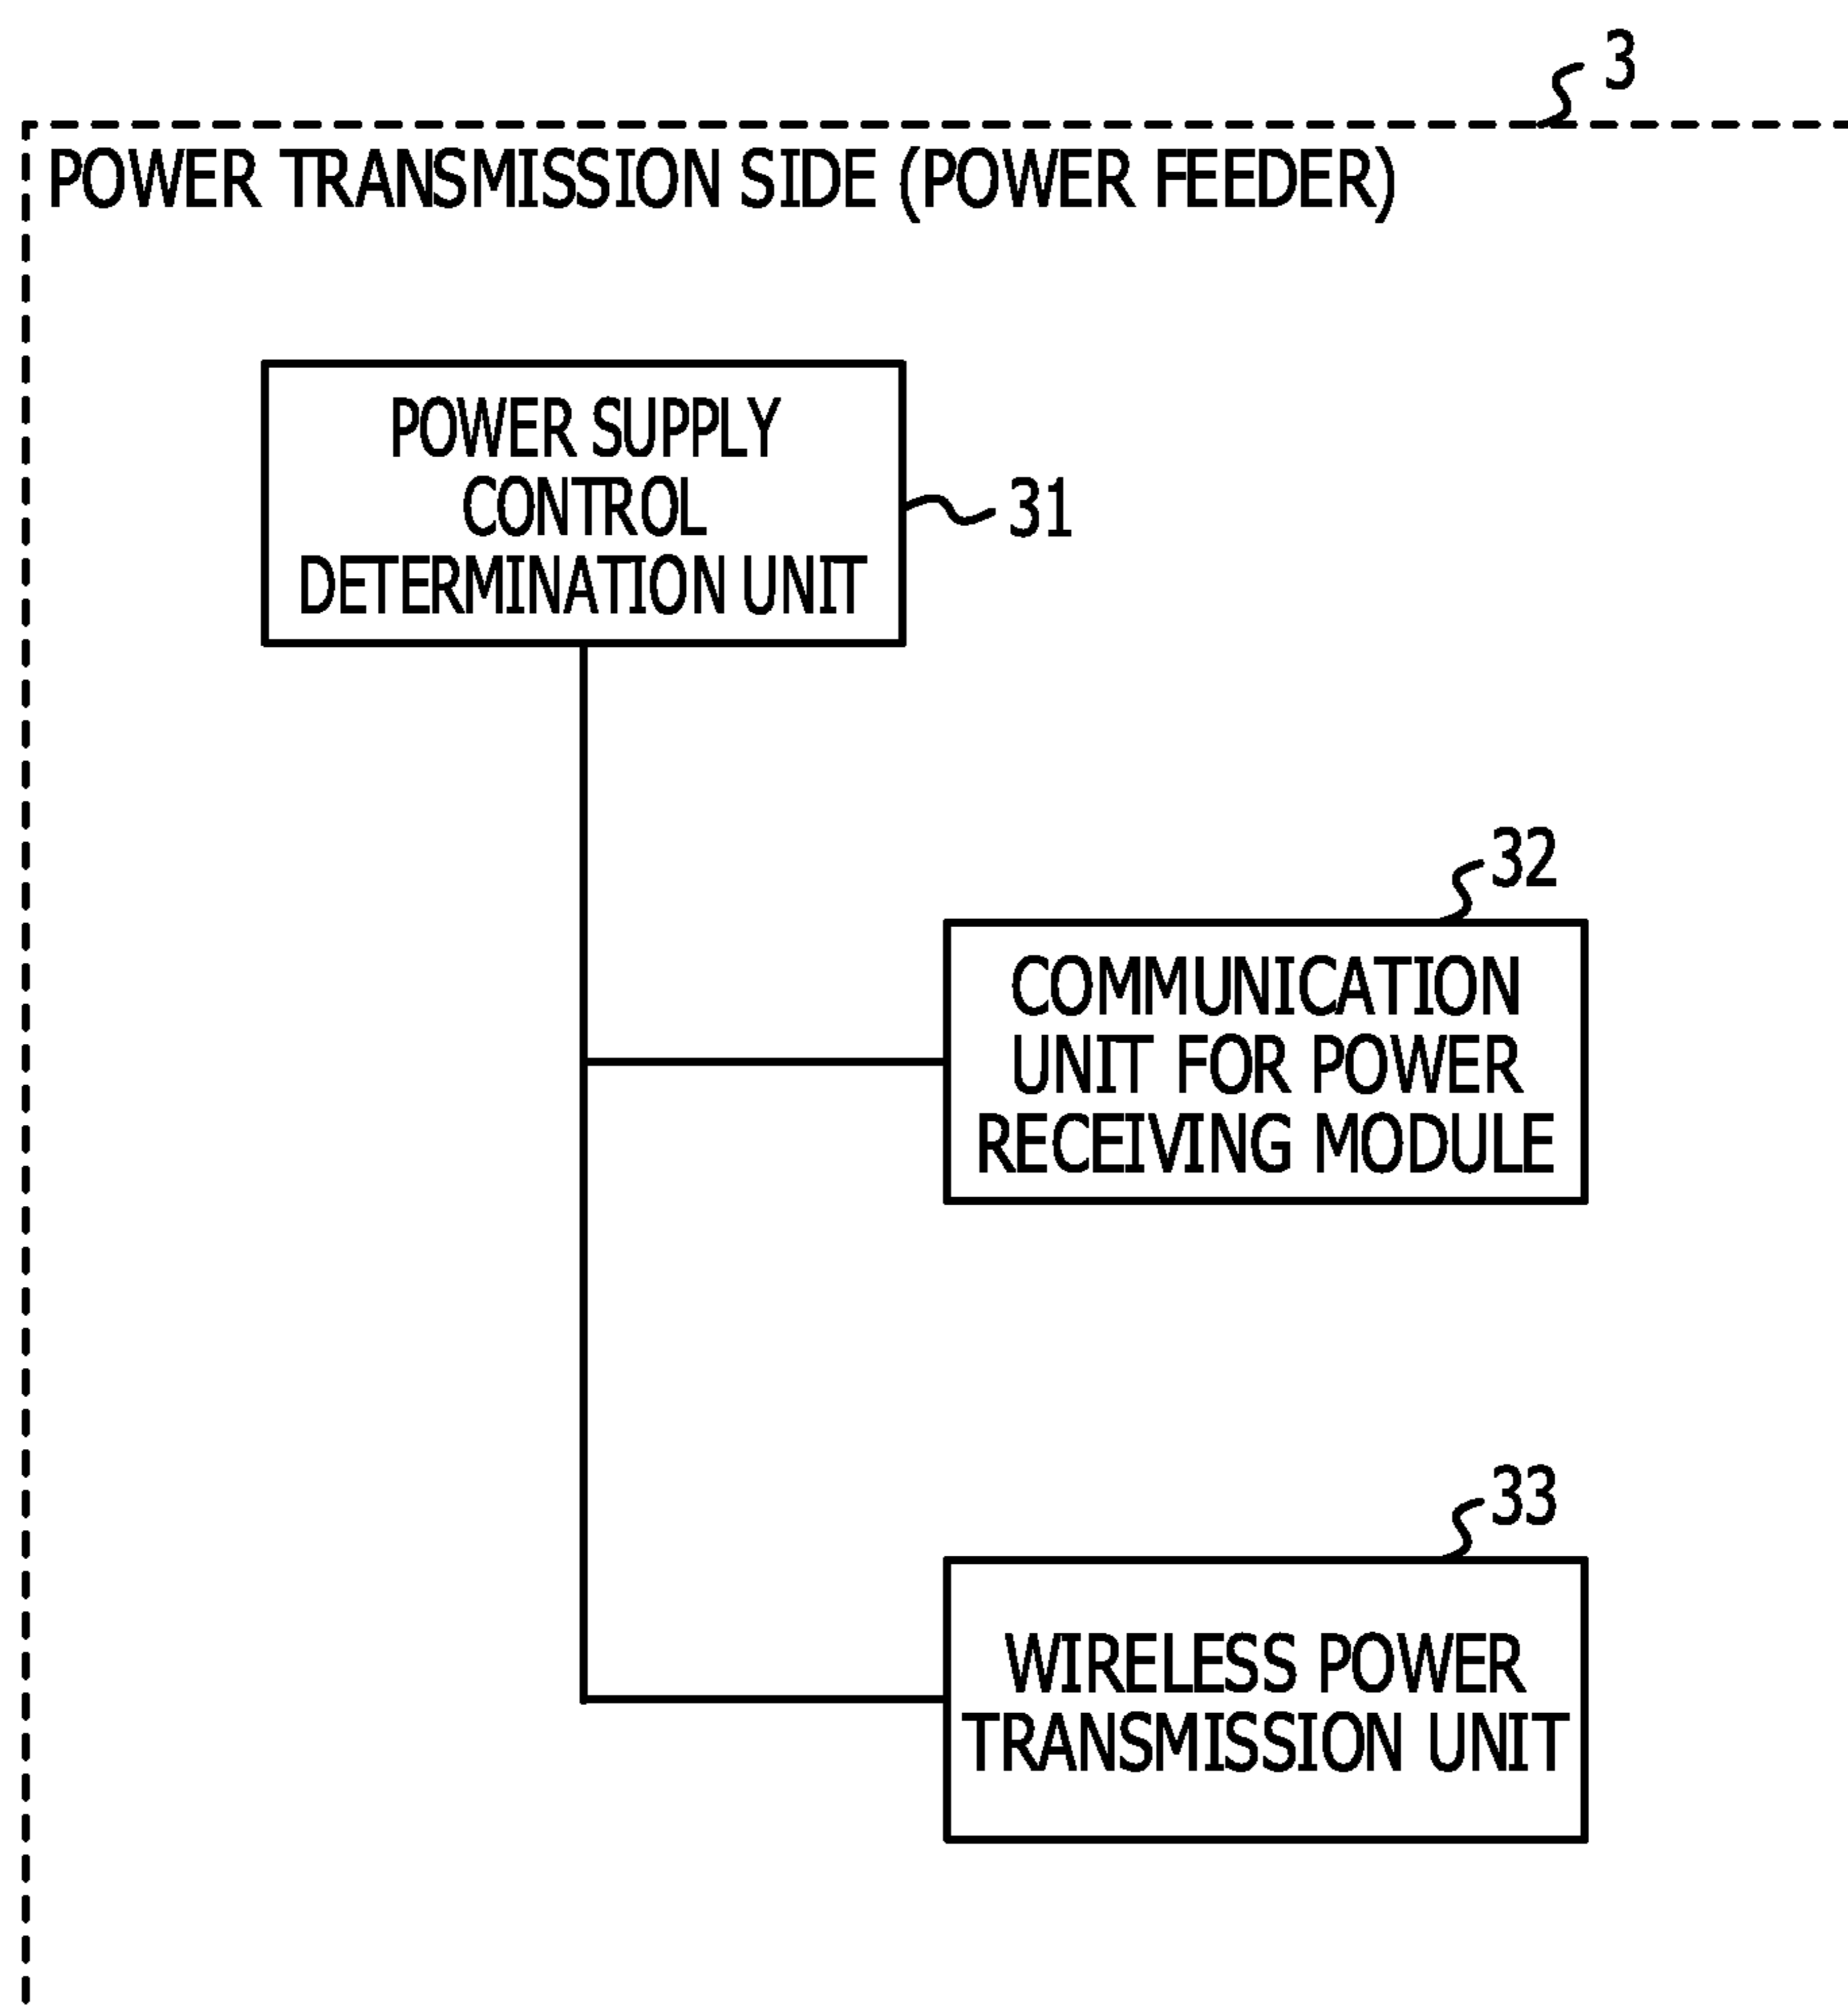 3
POWER TRANSMISSION SIDE (POWER FEEDER)
POWER SUPPLY
CONTROL
DETERMINATION UNIT
31
32
COMMUNICATION
UNIT FOR POWER
RECEIVING MODULE
33
WIRELESS POWER
TRANSMISSION UNIT